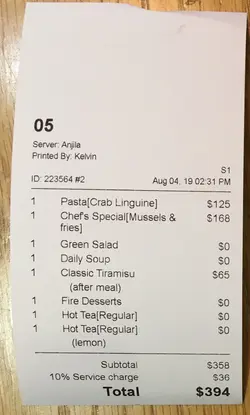 05
Server: Anjila
Printed By: Kelvin
S1
ID: 223564 #2 Aug 04, 19 02:31 PM
1 Pasta[Crab Linguine] $125
1 Chef's Special[Mussels & $168
fries]
1 Green Salad $0
1 Daily Soup $0
1 Classic Tiramisu $65
(after meal)
1 Fire Desserts $0
1 Hot Tea[Regular] $0
1 Hot Tea[Regular] $0
(lemon)
Subtotal $358
10% Service charge $36
Total $394